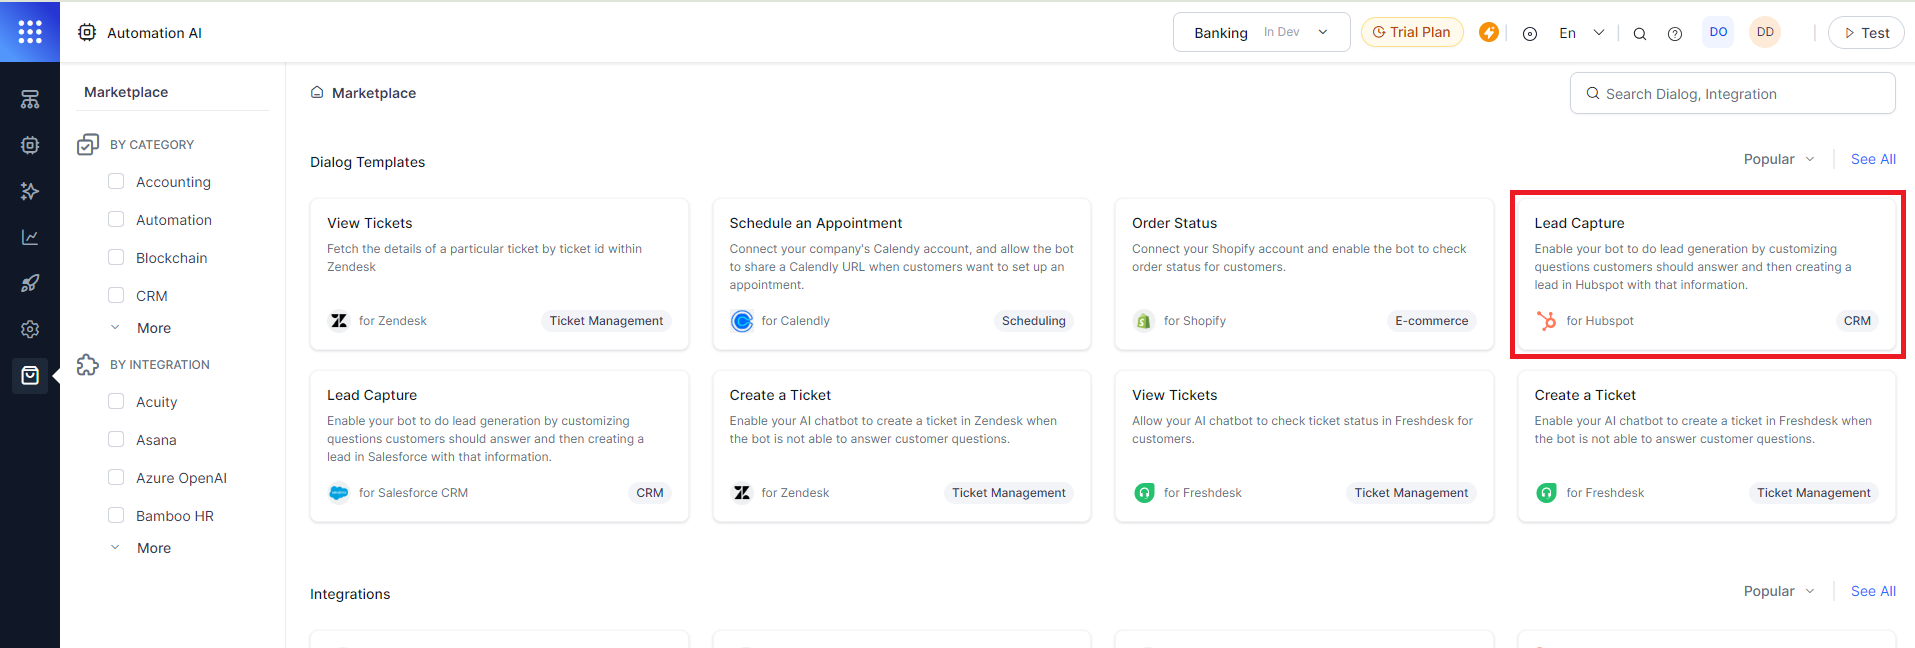 Automation AI
Banking In Dev
Trial Plan
En
DO
DD
Test
Marketplace
BY CATEGORY
Accounting
Automation
Blockchain
CRM
More
BY INTEGRATION
Acuity
Asana
Azure OpenAI
Bamboo HR
More
Marketplace
Search Dialog, Integration
Dialog Templates
Popular
See All
View Tickets
Fetch the details of a particular ticket by ticket id within
Zendesk
for Zendesk
Ticket Management
Schedule an Appointment
Connect your company's Calendy account, and allow the bot
to share a Calendly URL when customers want to set up an
appointment.
for Calendly
Scheduling
Order Status
Connect your Shopify account and enable the bot to check
order status for customers.
for Shopify
E-commerce
Lead Capture
Enable your bot to do lead generation by customizing
questions customers should answer and then creating a
lead in Hubspot with that information.
for Hubspot
CRM
Lead Capture
Enable your bot to do lead generation by customizing
questions customers should answer and then creating a
lead in Salesforce with that information.
for Salesforce CRM
CRM
Create a Ticket
Enable your AI chatbot to create a ticket in Zendesk when
the bot is not able to answer customer questions.
for Zendesk
Ticket Management
View Tickets
Allow your AI chatbot to check ticket status in Freshdesk for
customers.
for Freshdesk
Ticket Management
Create a Ticket
Enable your AI chatbot to create a ticket in Freshdesk when
the bot is not able to answer customer questions.
for Freshdesk
Ticket Management
Integrations
Popular
See All